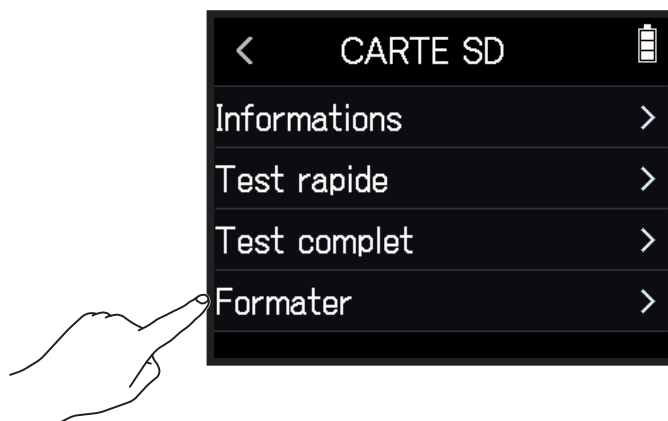 CARTE SD
Informations
Test rapide
Test complet
Formater